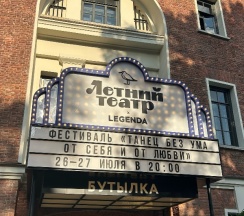 Летний
театр
LEGENDA
ФЕСТИВАЛЬ «ТАНЕЦ БЕЗ УМА
ОТ СЕБЯ И ОТ ЛЮБВИ»
26-27 ИЮЛЯ В 20:00
БУТЫЛКА